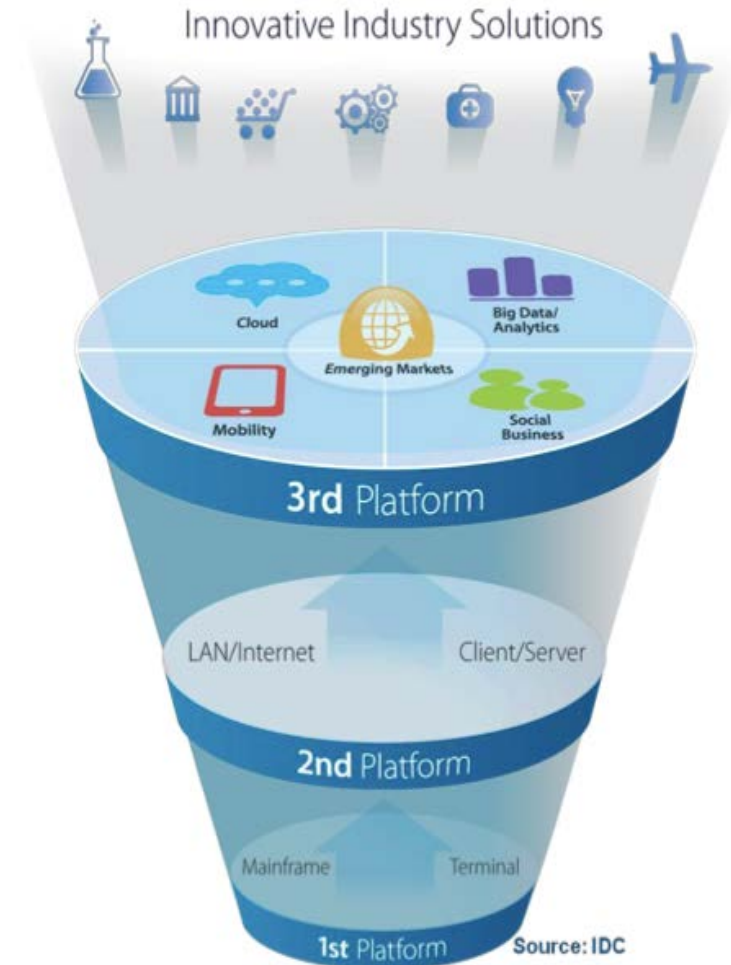 Innovative Industry Solutions
Cloud
Big Data/
Analytics
Emerging Markets
Mobility
Social
Business
3rd Platform
LAN/Internet
Client/Server
2nd Platform
Mainframe
Terminal
1st Platform
Source: IDC